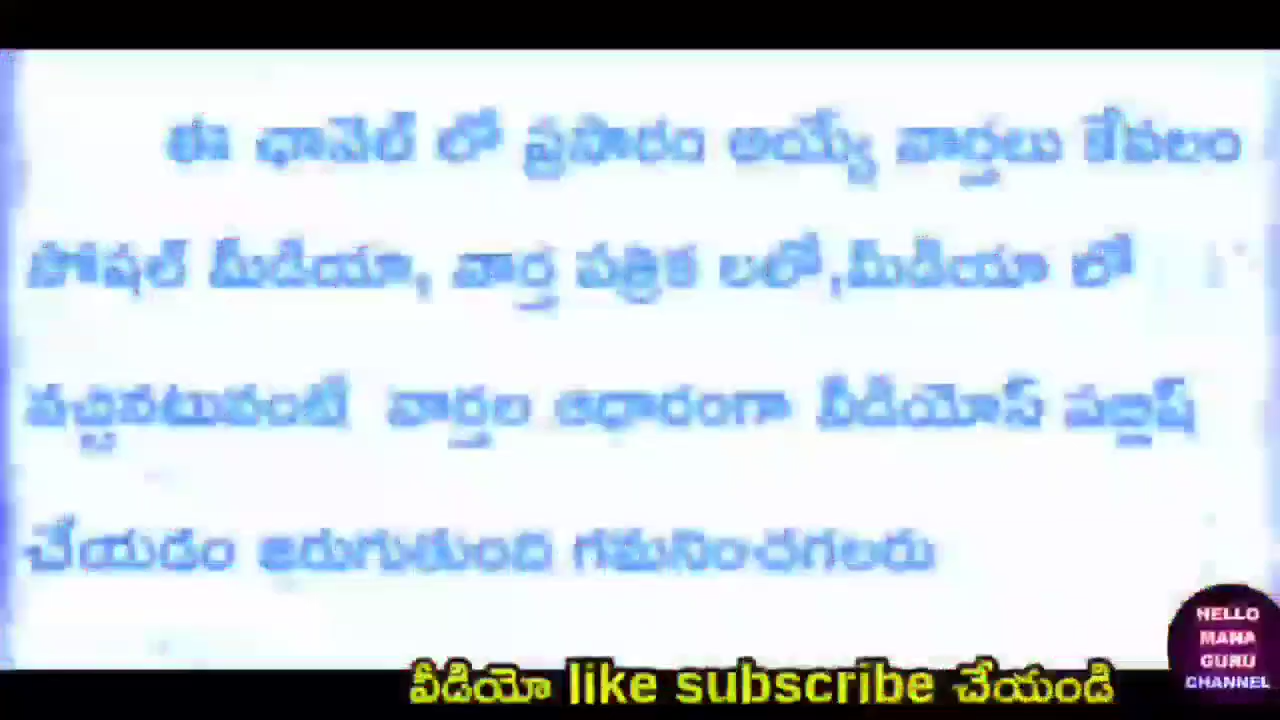 ఈ ఛానెల్ లో ప్రసారం అయ్యే వార్తలు కేవలం
సోషల్ మీడియా, వార్త పత్రిక లలో,మీడియా లో
వచ్చినటువంటి వార్తల ఆధారంగా వీడియోస్ పబ్లిష్
చేయడం జరుగుతుంది గమనించగలరు
HELLO
MANA
GURU
CHANNEL
వీడియో like subscribe చేయండి